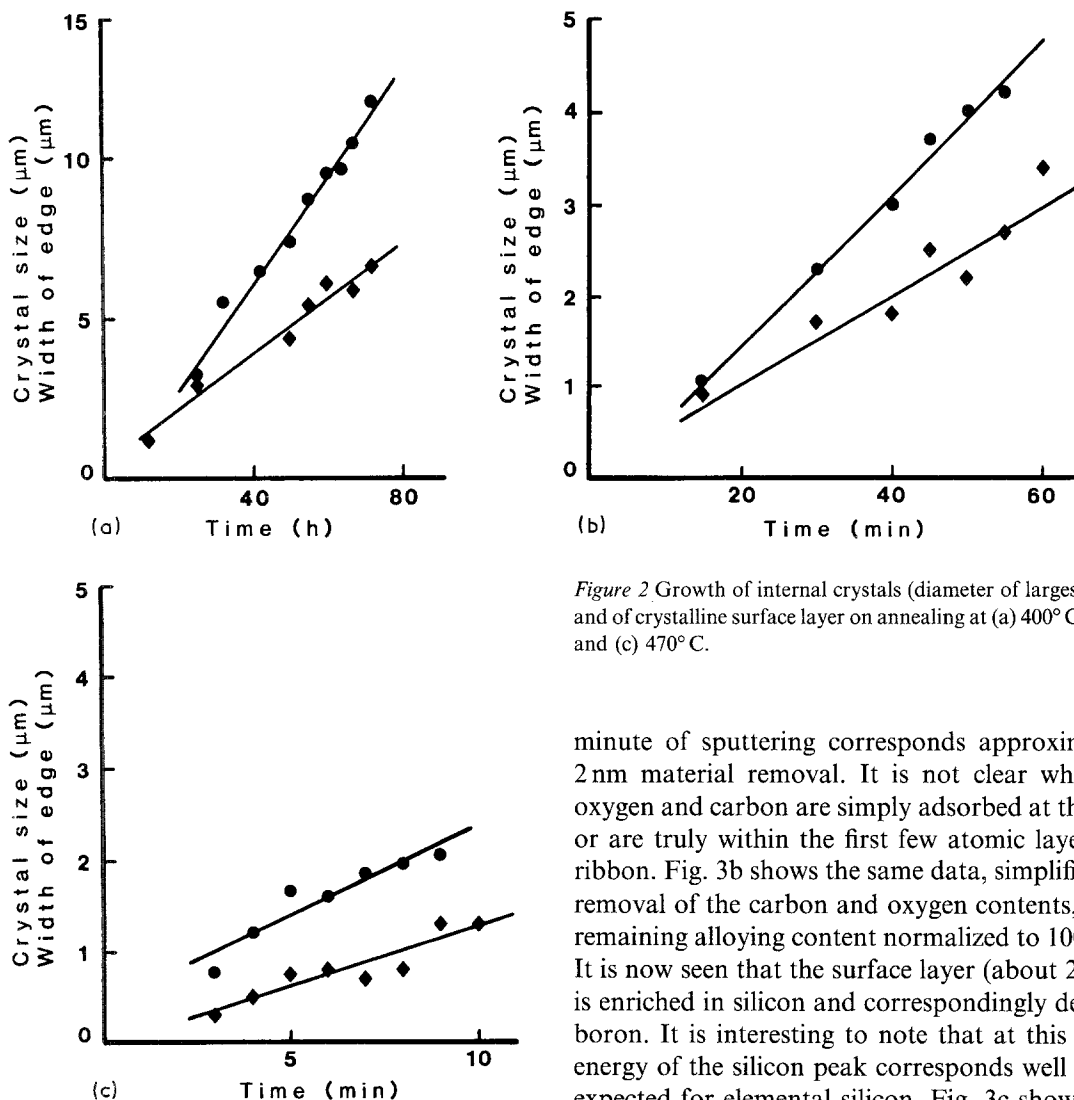 15
10
5
0
Crystal size (μm)
Width of edge (μm)
40
80
(a)
Time (h)
5
4
3
2
1
0
Crystal size (μm)
Width of edge (μm)
20
40
60
(b)
Time (min)
5
4
3
2
1
0
Crystal size (μm)
Width of edge (μm)
5
10
(c)
Time (min)
Figure 2 Growth of internal crystals (diameter of larges
and of crystalline surface layer on annealing at (a) 400° C
and (c) 470° C.
minute of sputtering corresponds approxin
2 nm material removal. It is not clear wh
oxygen and carbon are simply adsorbed at th
or are truly within the first few atomic laye
ribbon. Fig. 3b shows the same data, simplifi
removal of the carbon and oxygen contents,
remaining alloying content normalized to 100
It is now seen that the surface layer (about 2
is enriched in silicon and correspondingly de
boron. It is interesting to note that at this
energy of the silicon peak corresponds well
expected for elemental silicon. Fig. 3c show